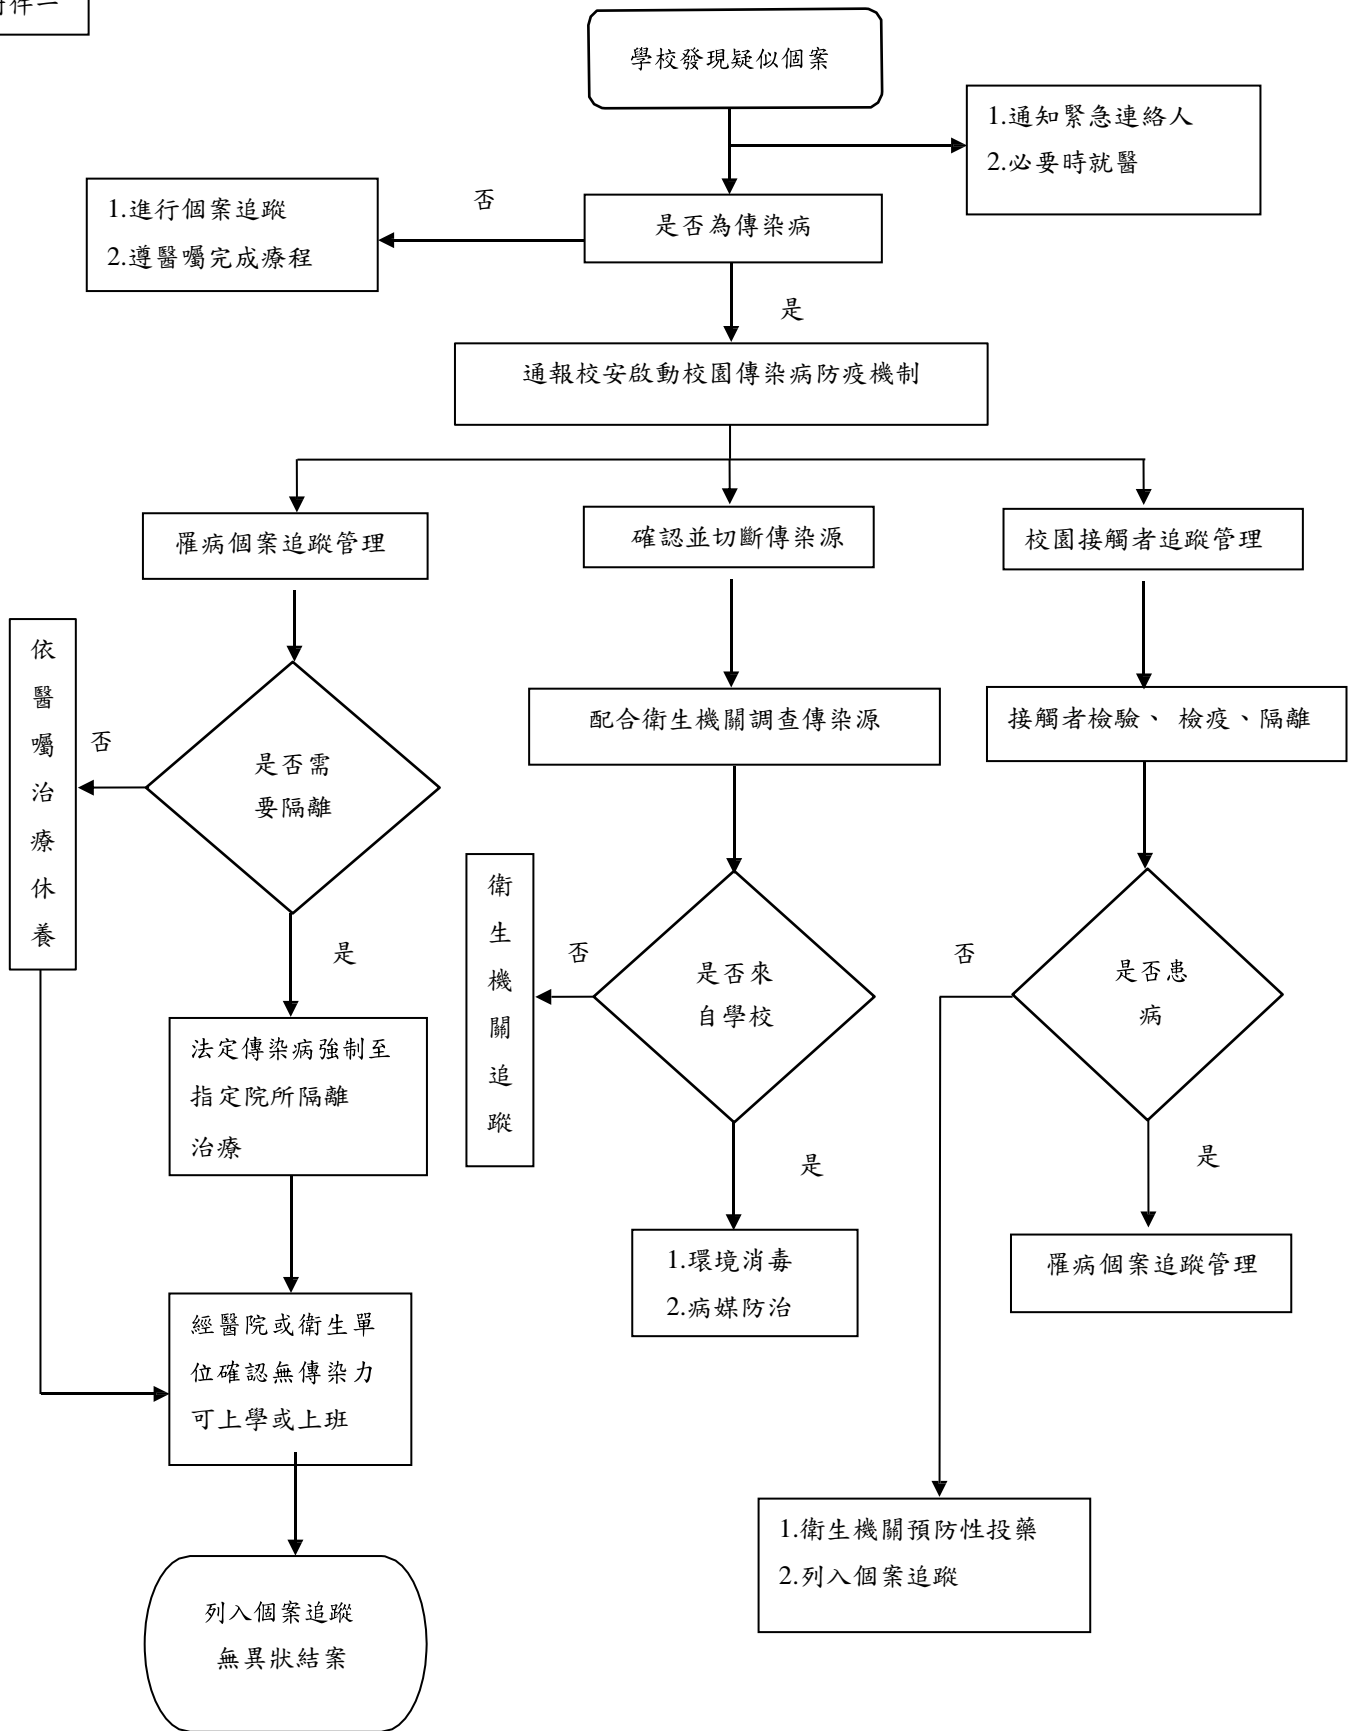 學校發現疑似個案
1.通知緊急連絡人
2.必要時就醫
否
1.進行個案追蹤
2.遵醫囑完成療程
是否為傳染病
是
通報校安啟動校園傳染病防疫機制
罹病個案追蹤管理
確認並切斷傳染源
校園接觸者追蹤管理
依醫囑治療休養
否
是否需
要隔離
是
法定傳染病強制至
指定院所隔離
治療
經醫院或衛生單
位確認無傳染力
可上學或上班
列入個案追蹤
無異狀結案
配合衛生機關調查傳染源
衛生機關追蹤
否
是否來
自學校
是
1.環境消毒
2.病媒防治
接觸者檢驗、 檢疫、隔離
否
是否患
病
是
罹病個案追蹤管理
1.衛生機關預防性投藥
2.列入個案追蹤